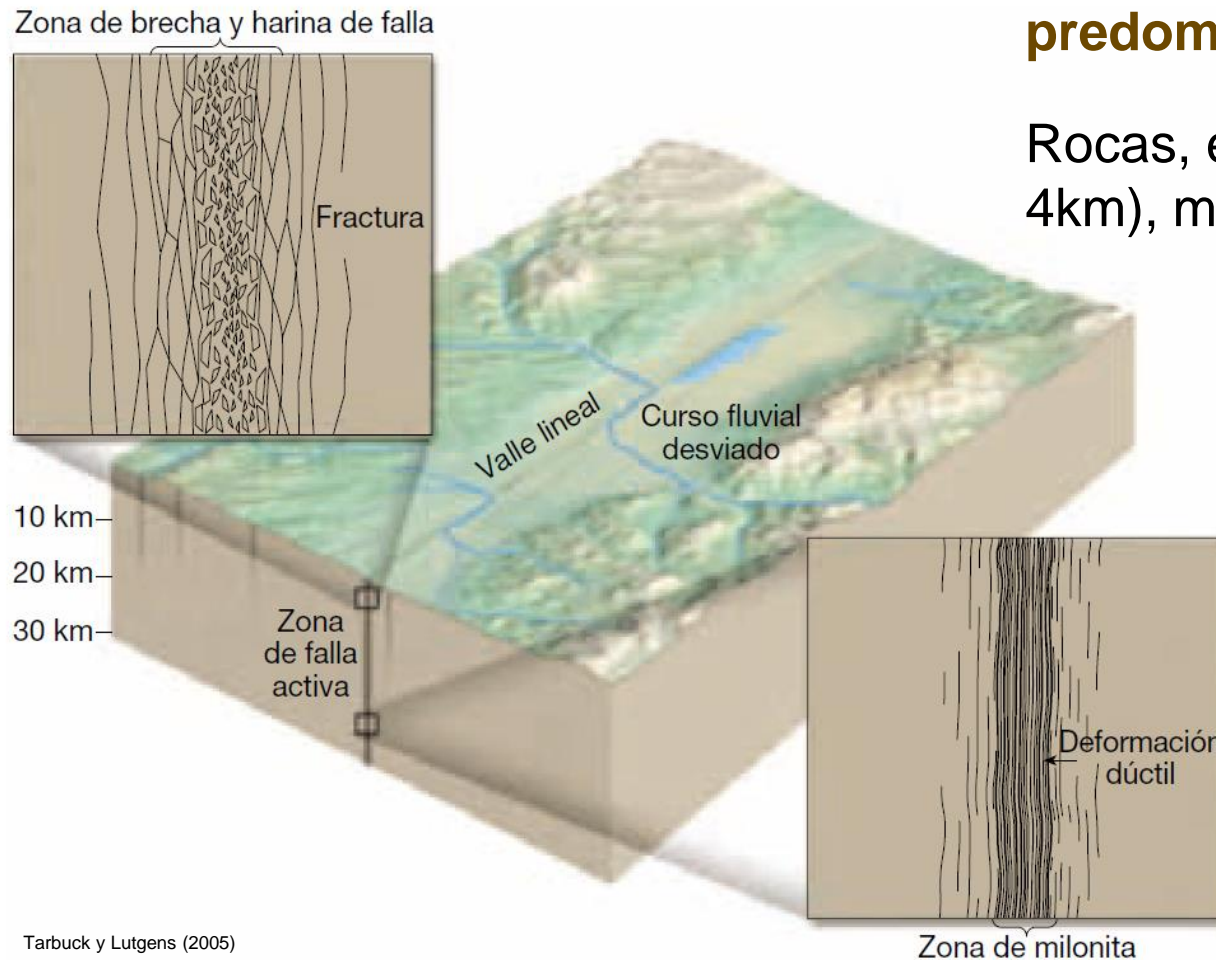 Zona de brecha y harina de falla
Fractura
predom
Rocas, e
4km), m
Valle lineal
Curso fluvial
desviado
10 km
20 km
30 km
Zona
de falla
activa
Deformación
dúctil
Zona de milonita
Tarbuck y Lutgens (2005)